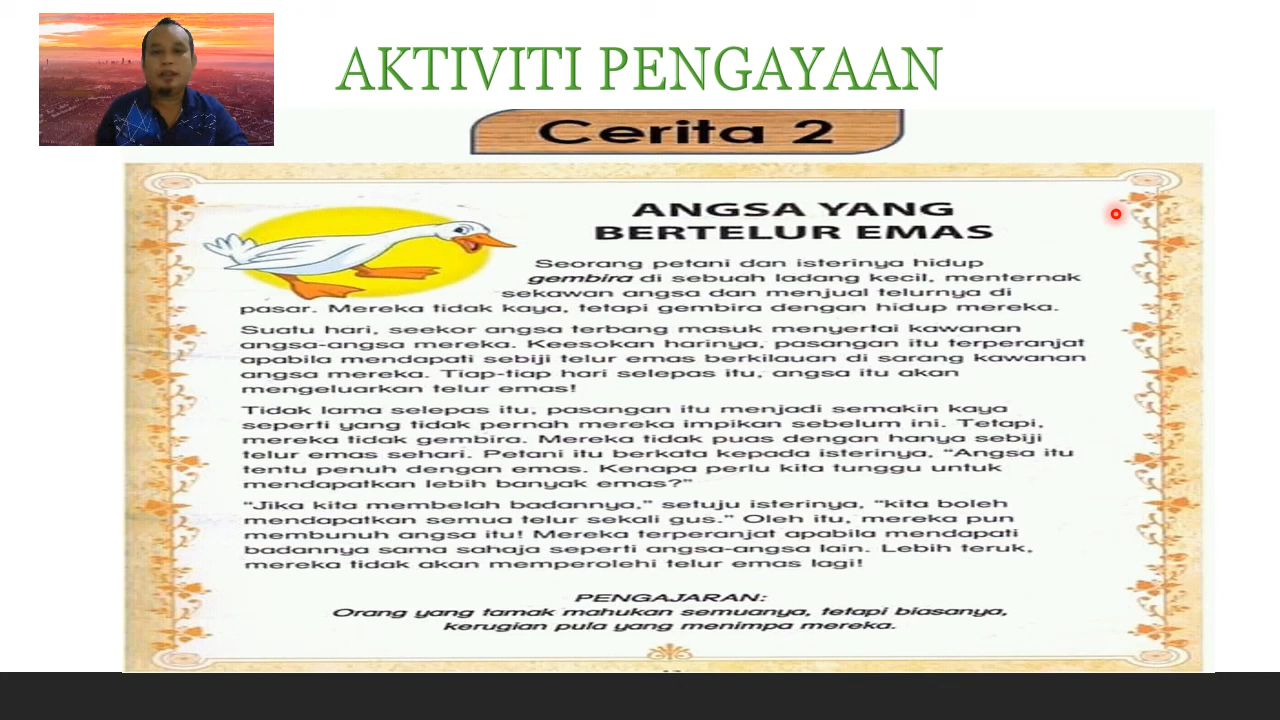 AKTIVITI PENGAYAAN
Cerita 2
ANGSA YANG
BERTELUR EMAS
Seorang petani dan isterinya hidup
gembira di sebuah ladang kecil, menternak
sekawan angsa dan menjual telurnya di
pasar. Mereka tidak kaya, tetapi gembira dengan hidup mereka.
Suatu hari, seekor angsa terbang masuk menyertai kawanan
angsa-angsa mereka. Keesokan harinya, pasangan itu terperanjat
apabila mendapati sebiji telur emas berkilauan di sarang kawanan
angsa mereka. Tiap-tiap hari selepas itu, angsa itu akan
mengeluarkan telur emas!
Tidak lama selepas itu, pasangan itu menjadi semakin kaya
seperti yang tidak pernah mereka impikan sebelum ini. Tetapi,
mereka tidak gembira. Mereka tidak puas dengan hanya sebiji
telur emas sehari. Petani itu berkata kepada isterinya, “Angsa itu
tentu penuh dengan emas. Kenapa perlu kita tunggu untuk
mendapatkan lebih banyak emas?”
“Jika kita membelah badannya,” setuju isterinya, “kita boleh
mendapatkan semua telur sekali gus.” Oleh itu, mereka pun
membunuh angsa itu! Mereka terperanjat apabila mendapati
badannya sama sahaja seperti angsa-angsa lain. Lebih teruk,
mereka tidak akan memperolehi telur emas lagi!
PENGAJARAN:
Orang yang tamak mahukan semuanya, tetapi biasanya,
kerugian pula yang menimpa mereka.